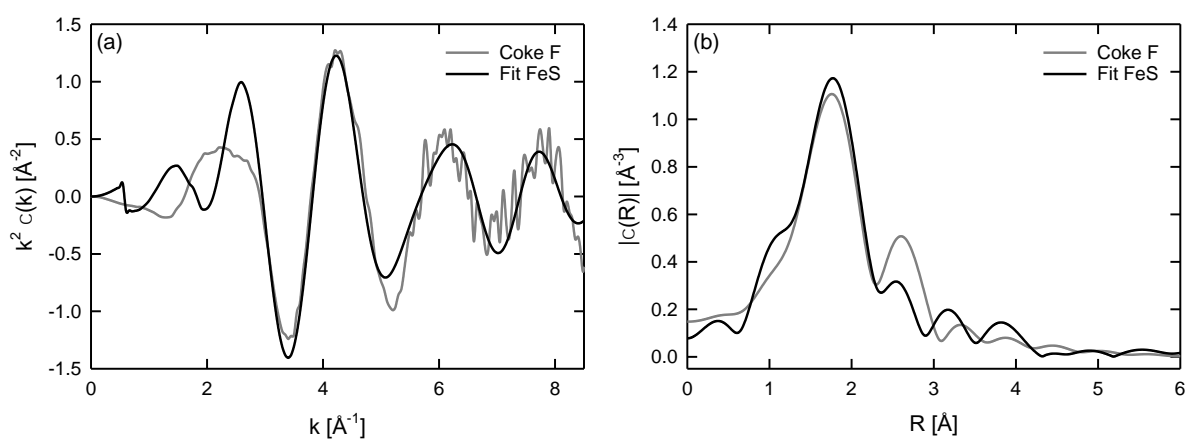 (a)
Coke F
Fit FeS
1.5
1.0
0.5
0.0
-0.5
-1.0
-1.5
k² c(k) [Å⁻²]
0 2 4 6 8
k [Å⁻¹]
(b)
Coke F
Fit FeS
1.4
1.2
1.0
0.8
0.6
0.4
0.2
0.0
|c(R)| [Å⁻³]
0 1 2 3 4 5 6
R [Å]